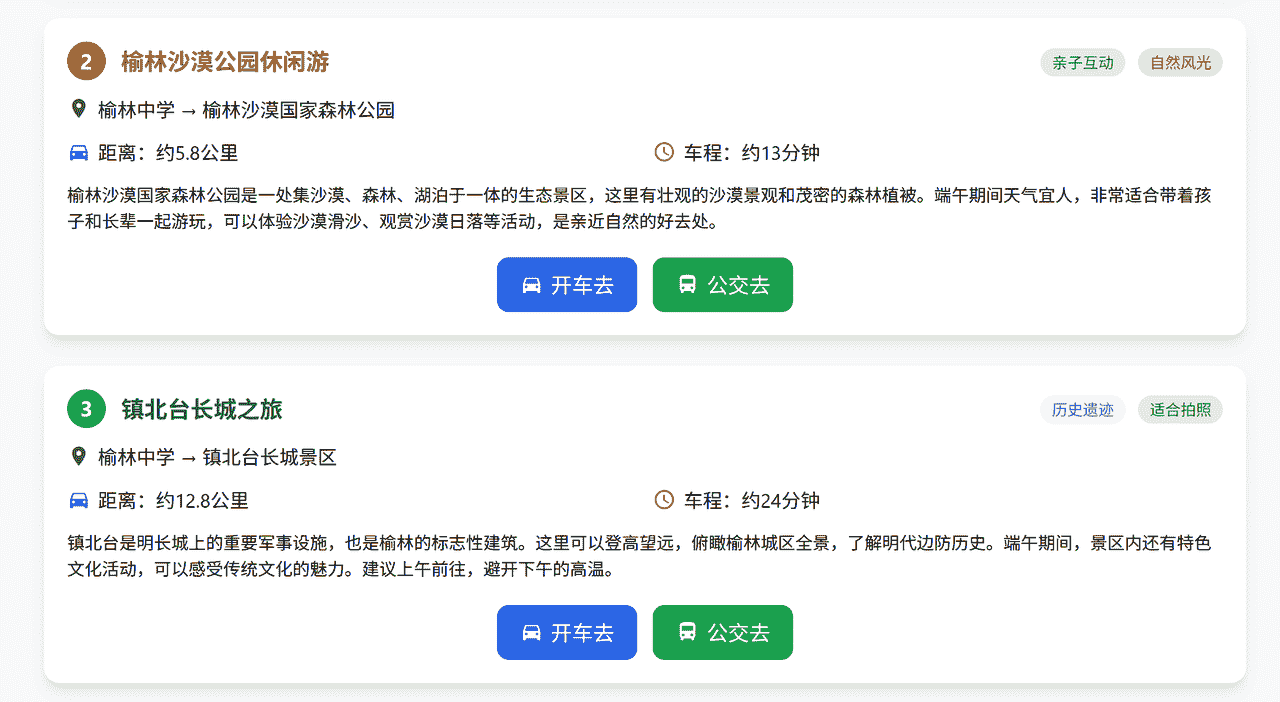 2 榆林沙漠公园休闲游 亲子互动 自然风光
榆林中学 → 榆林沙漠国家森林公园
距离：约5.8公里 车程：约13分钟
榆林沙漠国家森林公园是一处集沙漠、森林、湖泊于一体的生态景区，这里有壮观的沙漠景观和茂密的森林植被。端午期间天气宜人，非常适合带着孩
子和长辈一起游玩，可以体验沙漠滑沙、观赏沙漠日落等活动，是亲近自然的好去处。
开车去 公交去
3 镇北台长城之旅 历史遗迹 适合拍照
榆林中学 → 镇北台长城景区
距离：约12.8公里 车程：约24分钟
镇北台是明长城上的重要军事设施，也是榆林的标志性建筑。这里可以登高望远，俯瞰榆林城区全景，了解明代边防历史。端午期间，景区内还有特色
文化活动，可以感受传统文化的魅力。建议上午前往，避开下午的高温。
开车去 公交去